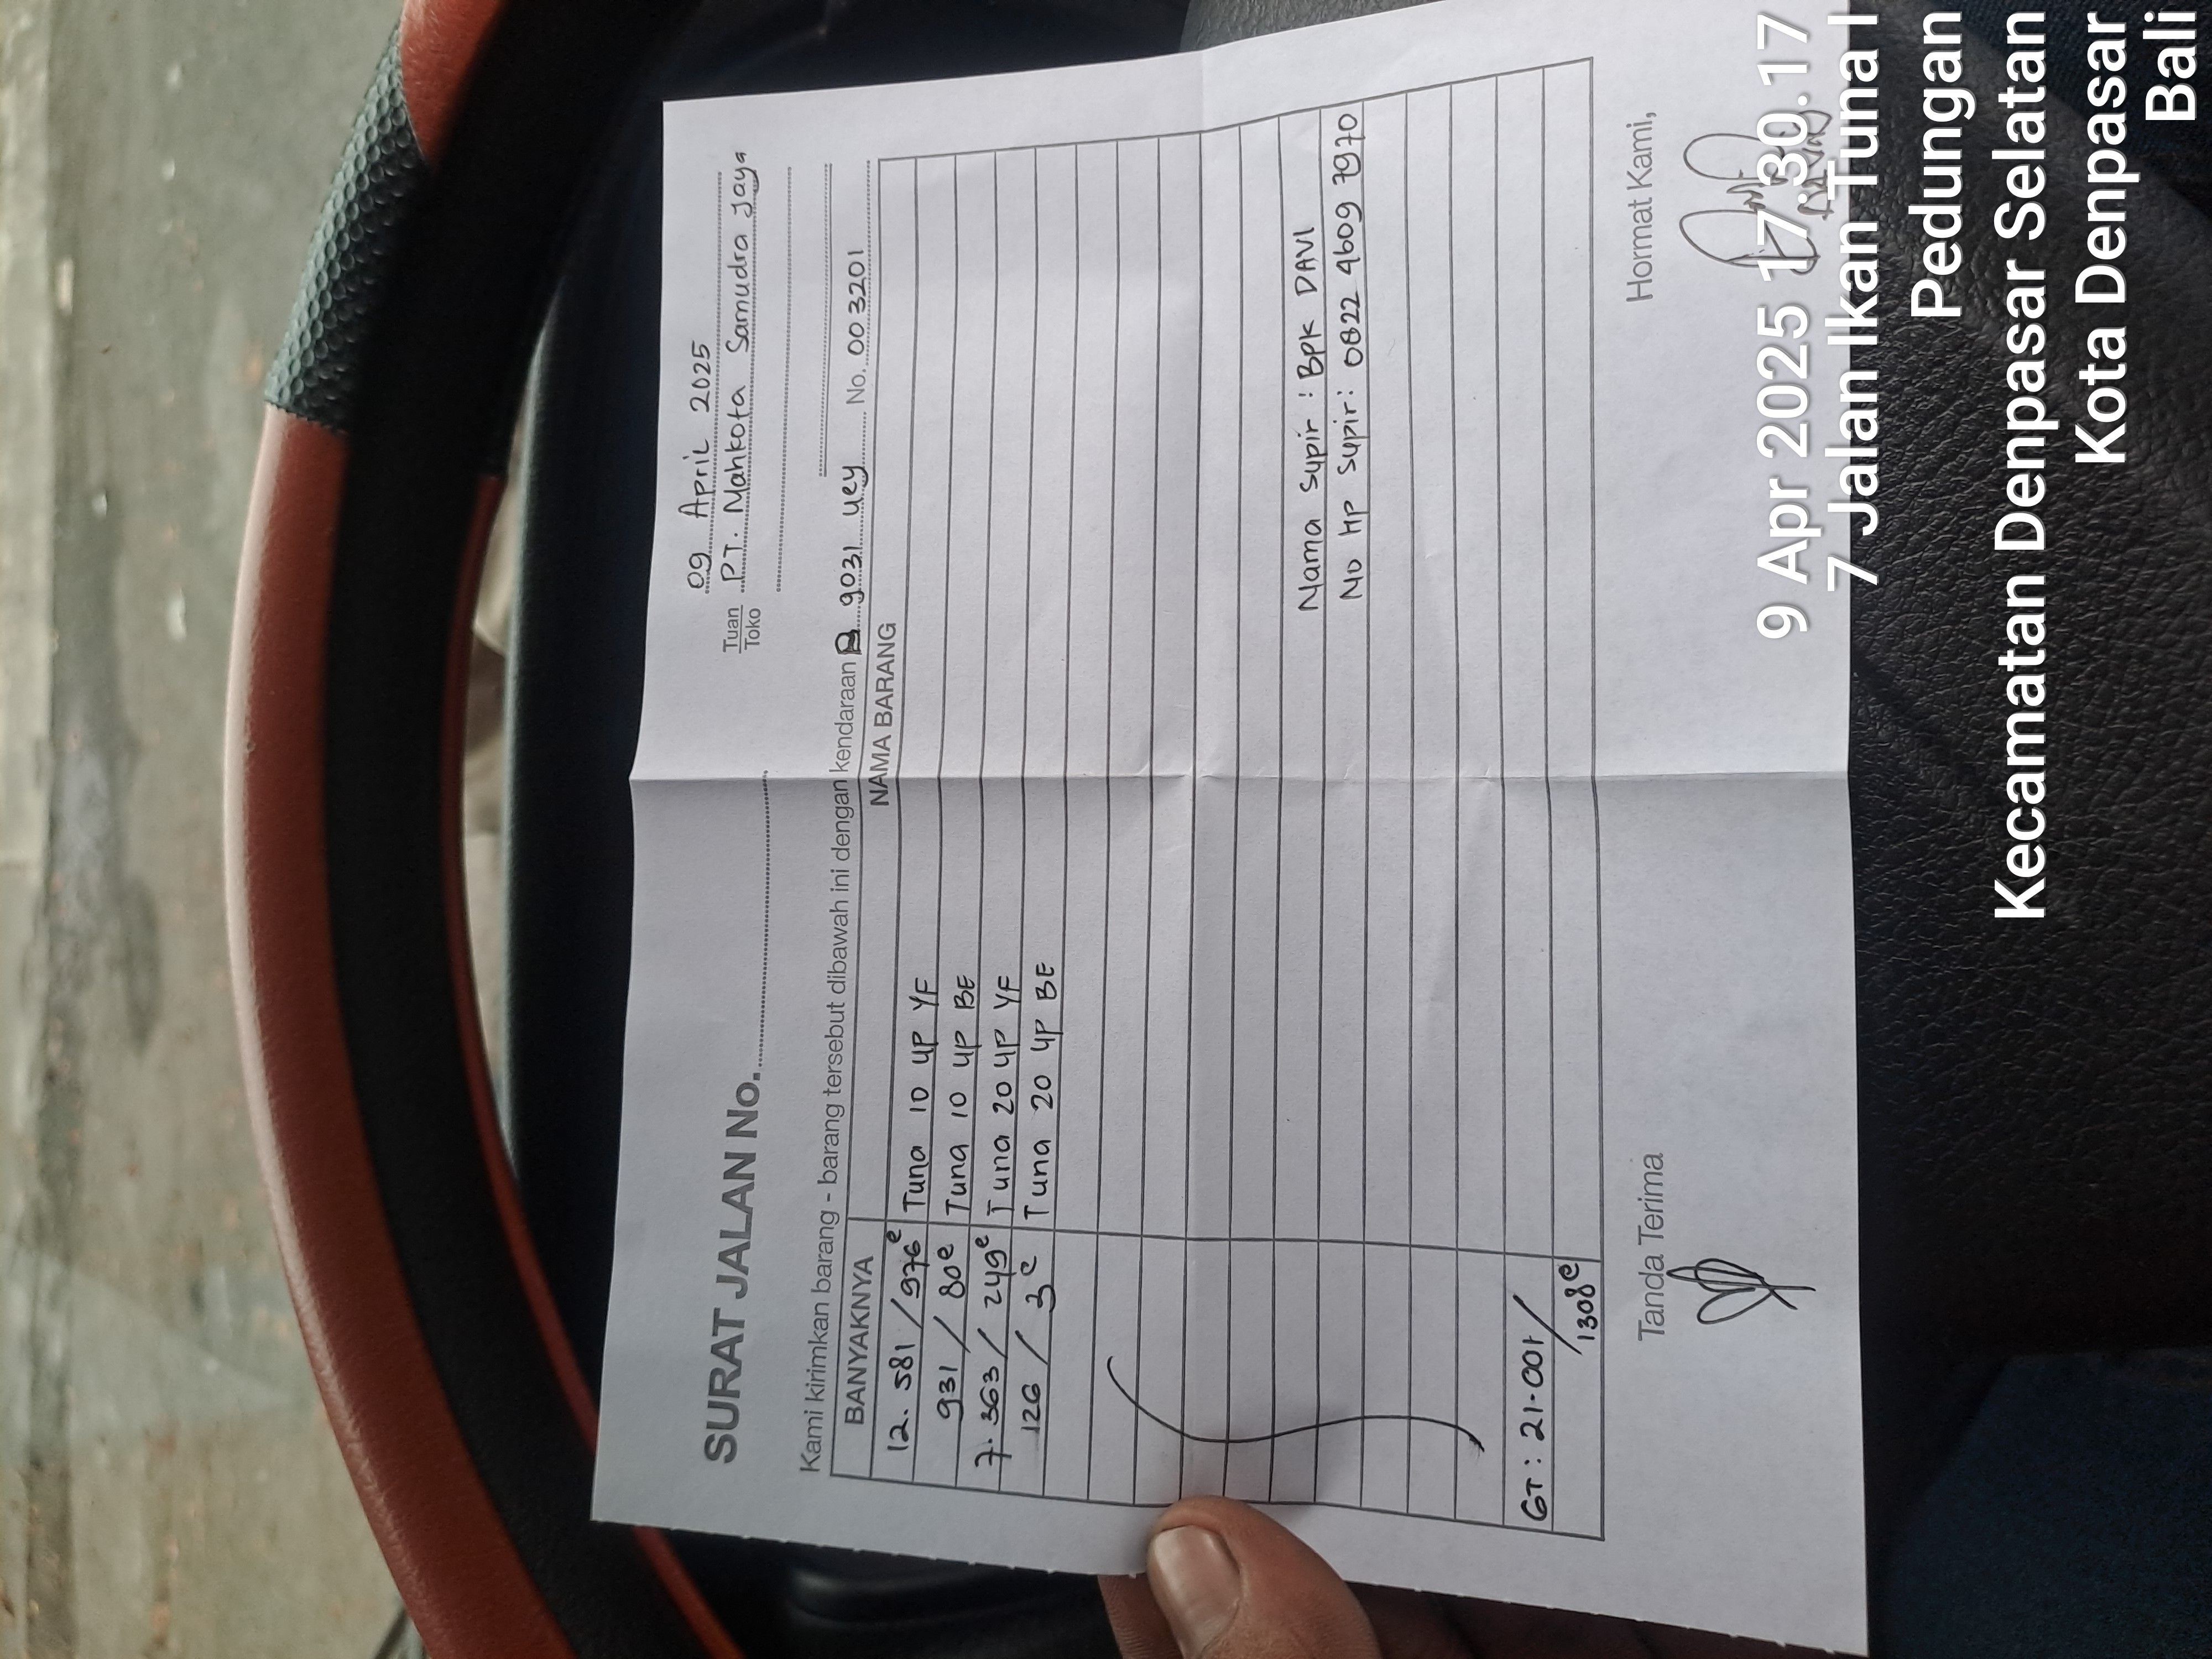 09 April 2025
SURAT JALAN No.
Tuan
Toko
PT. Mahkota Samudra Jaya
Kami kirimkan barang - barang tersebut dibawah ini dengan kendaraan B 9031 uey No. 003201
BANYAKNYA NAMA BARANG
12.581 / 976 e Tuna 10 up YF
931 / 80 e Tuna 10 up BE
7.363 / 249 e Tuna 20 up YF
126 / 3 e Tuna 20 up BE
Nama Supir : Bpk DAVI
No Hp Supir : 0822 4609 7970
GT : 21.001 /
1308 e
Tanda Terima
Hormat Kami,
9 Apr 2025 17.30.17
7 Jalan Ikan Tuna I
Pedungan
Kecamatan Denpasar Selatan
Kota Denpasar
Bali